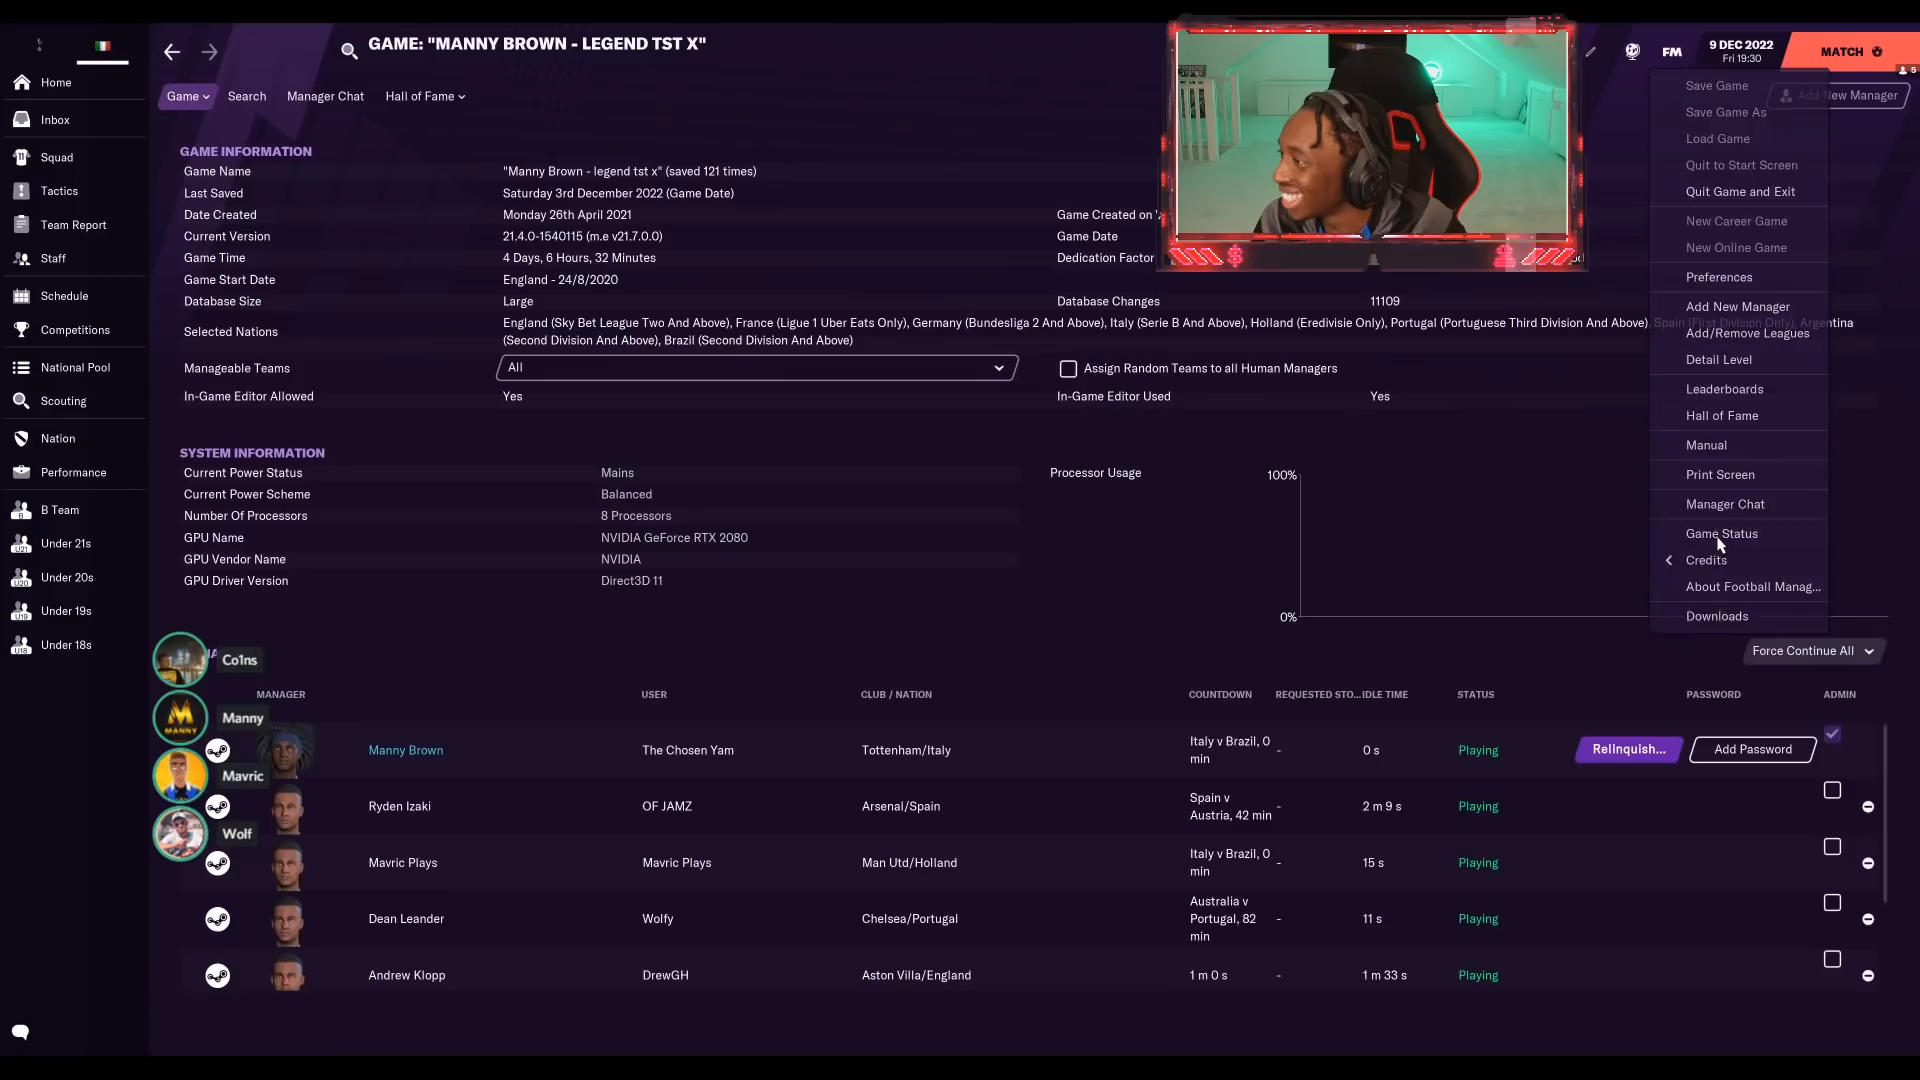 GAME: "MANNY BROWN - LEGEND TST X"
FM
9 DEC 2022
Fri 19:30
MATCH
5
Game
Search
Manager Chat
Hall of Fame
Add New Manager
Home
Inbox
Squad
Tactics
Team Report
Staff
Schedule
Competitions
National Pool
Scouting
Nation
Performance
B Team
Under 21s
Under 20s
Under 19s
Under 18s
GAME INFORMATION
Game Name "Manny Brown - legend tst x" (saved 121 times)
Last Saved Saturday 3rd December 2022 (Game Date)
Date Created Monday 26th April 2021 Game Created on
Current Version 21.4.0-1540115 (m.e v21.7.0.0) Game Date
Game Time 4 Days, 6 Hours, 32 Minutes Dedication Factor
Game Start Date England - 24/8/2020
Database Size Large Database Changes 11109
Selected Nations England (Sky Bet League Two And Above), France (Ligue 1 Uber Eats Only), Germany (Bundesliga 2 And Above), Italy (Serie B And Above), Holland (Eredivisie Only), Portugal (Portuguese Third Division And Above), Spain (First Division Only), Argentina
(Second Division And Above), Brazil (Second Division And Above)
Manageable Teams All Assign Random Teams to all Human Managers
In-Game Editor Allowed Yes In-Game Editor Used Yes
SYSTEM INFORMATION
Current Power Status Mains Processor Usage 100%
Current Power Scheme Balanced
Number Of Processors 8 Processors
GPU Name NVIDIA GeForce RTX 2080
GPU Vendor Name NVIDIA
GPU Driver Version Direct3D 11
0%
Save Game
Save Game As
Load Game
Quit to Start Screen
Quit Game and Exit
New Career Game
New Online Game
Preferences
Add New Manager
Add/Remove Leagues
Detail Level
Leaderboards
Hall of Fame
Manual
Print Screen
Manager Chat
Game Status
Credits
About Football Manag...
Downloads
Force Continue All
Co1ns
Manny
Mavric
Wolf
MANAGER USER CLUB / NATION COUNTDOWN REQUESTED STO... IDLE TIME STATUS PASSWORD ADMIN
Manny Brown The Chosen Yam Tottenham/Italy Italy v Brazil, 0 min - 0 s Playing Relinquish... Add Password
Ryden Izaki OF JAMZ Arsenal/Spain Spain v Austria, 42 min - 2 m 9 s Playing
Mavric Plays Mavric Plays Man Utd/Holland Italy v Brazil, 0 min - 15 s Playing
Dean Leander Wolfy Chelsea/Portugal Australia v Portugal, 82 min - 11 s Playing
Andrew Klopp DrewGH Aston Villa/England 1 m 0 s - 1 m 33 s Playing